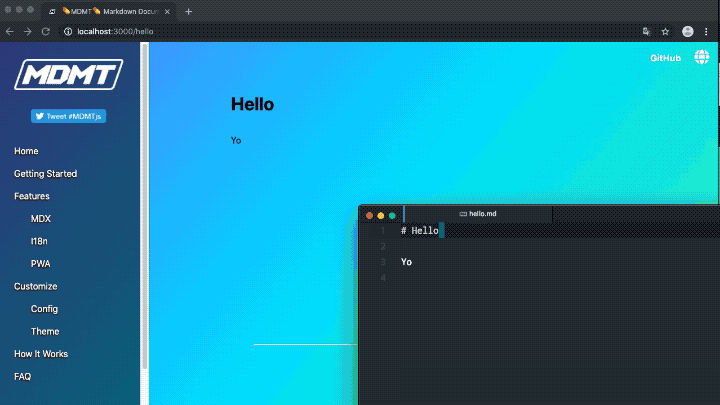 💊MDMT💊 Markdown Docum
localhost:3000/hello
MDMT
Tweet #MDMTjs
Home
Getting Started
Features
MDX
I18n
PWA
Customize
Config
Theme
How It Works
FAQ
GitHub
Hello
Yo
hello.md
1 # Hello
2
3 Yo
4